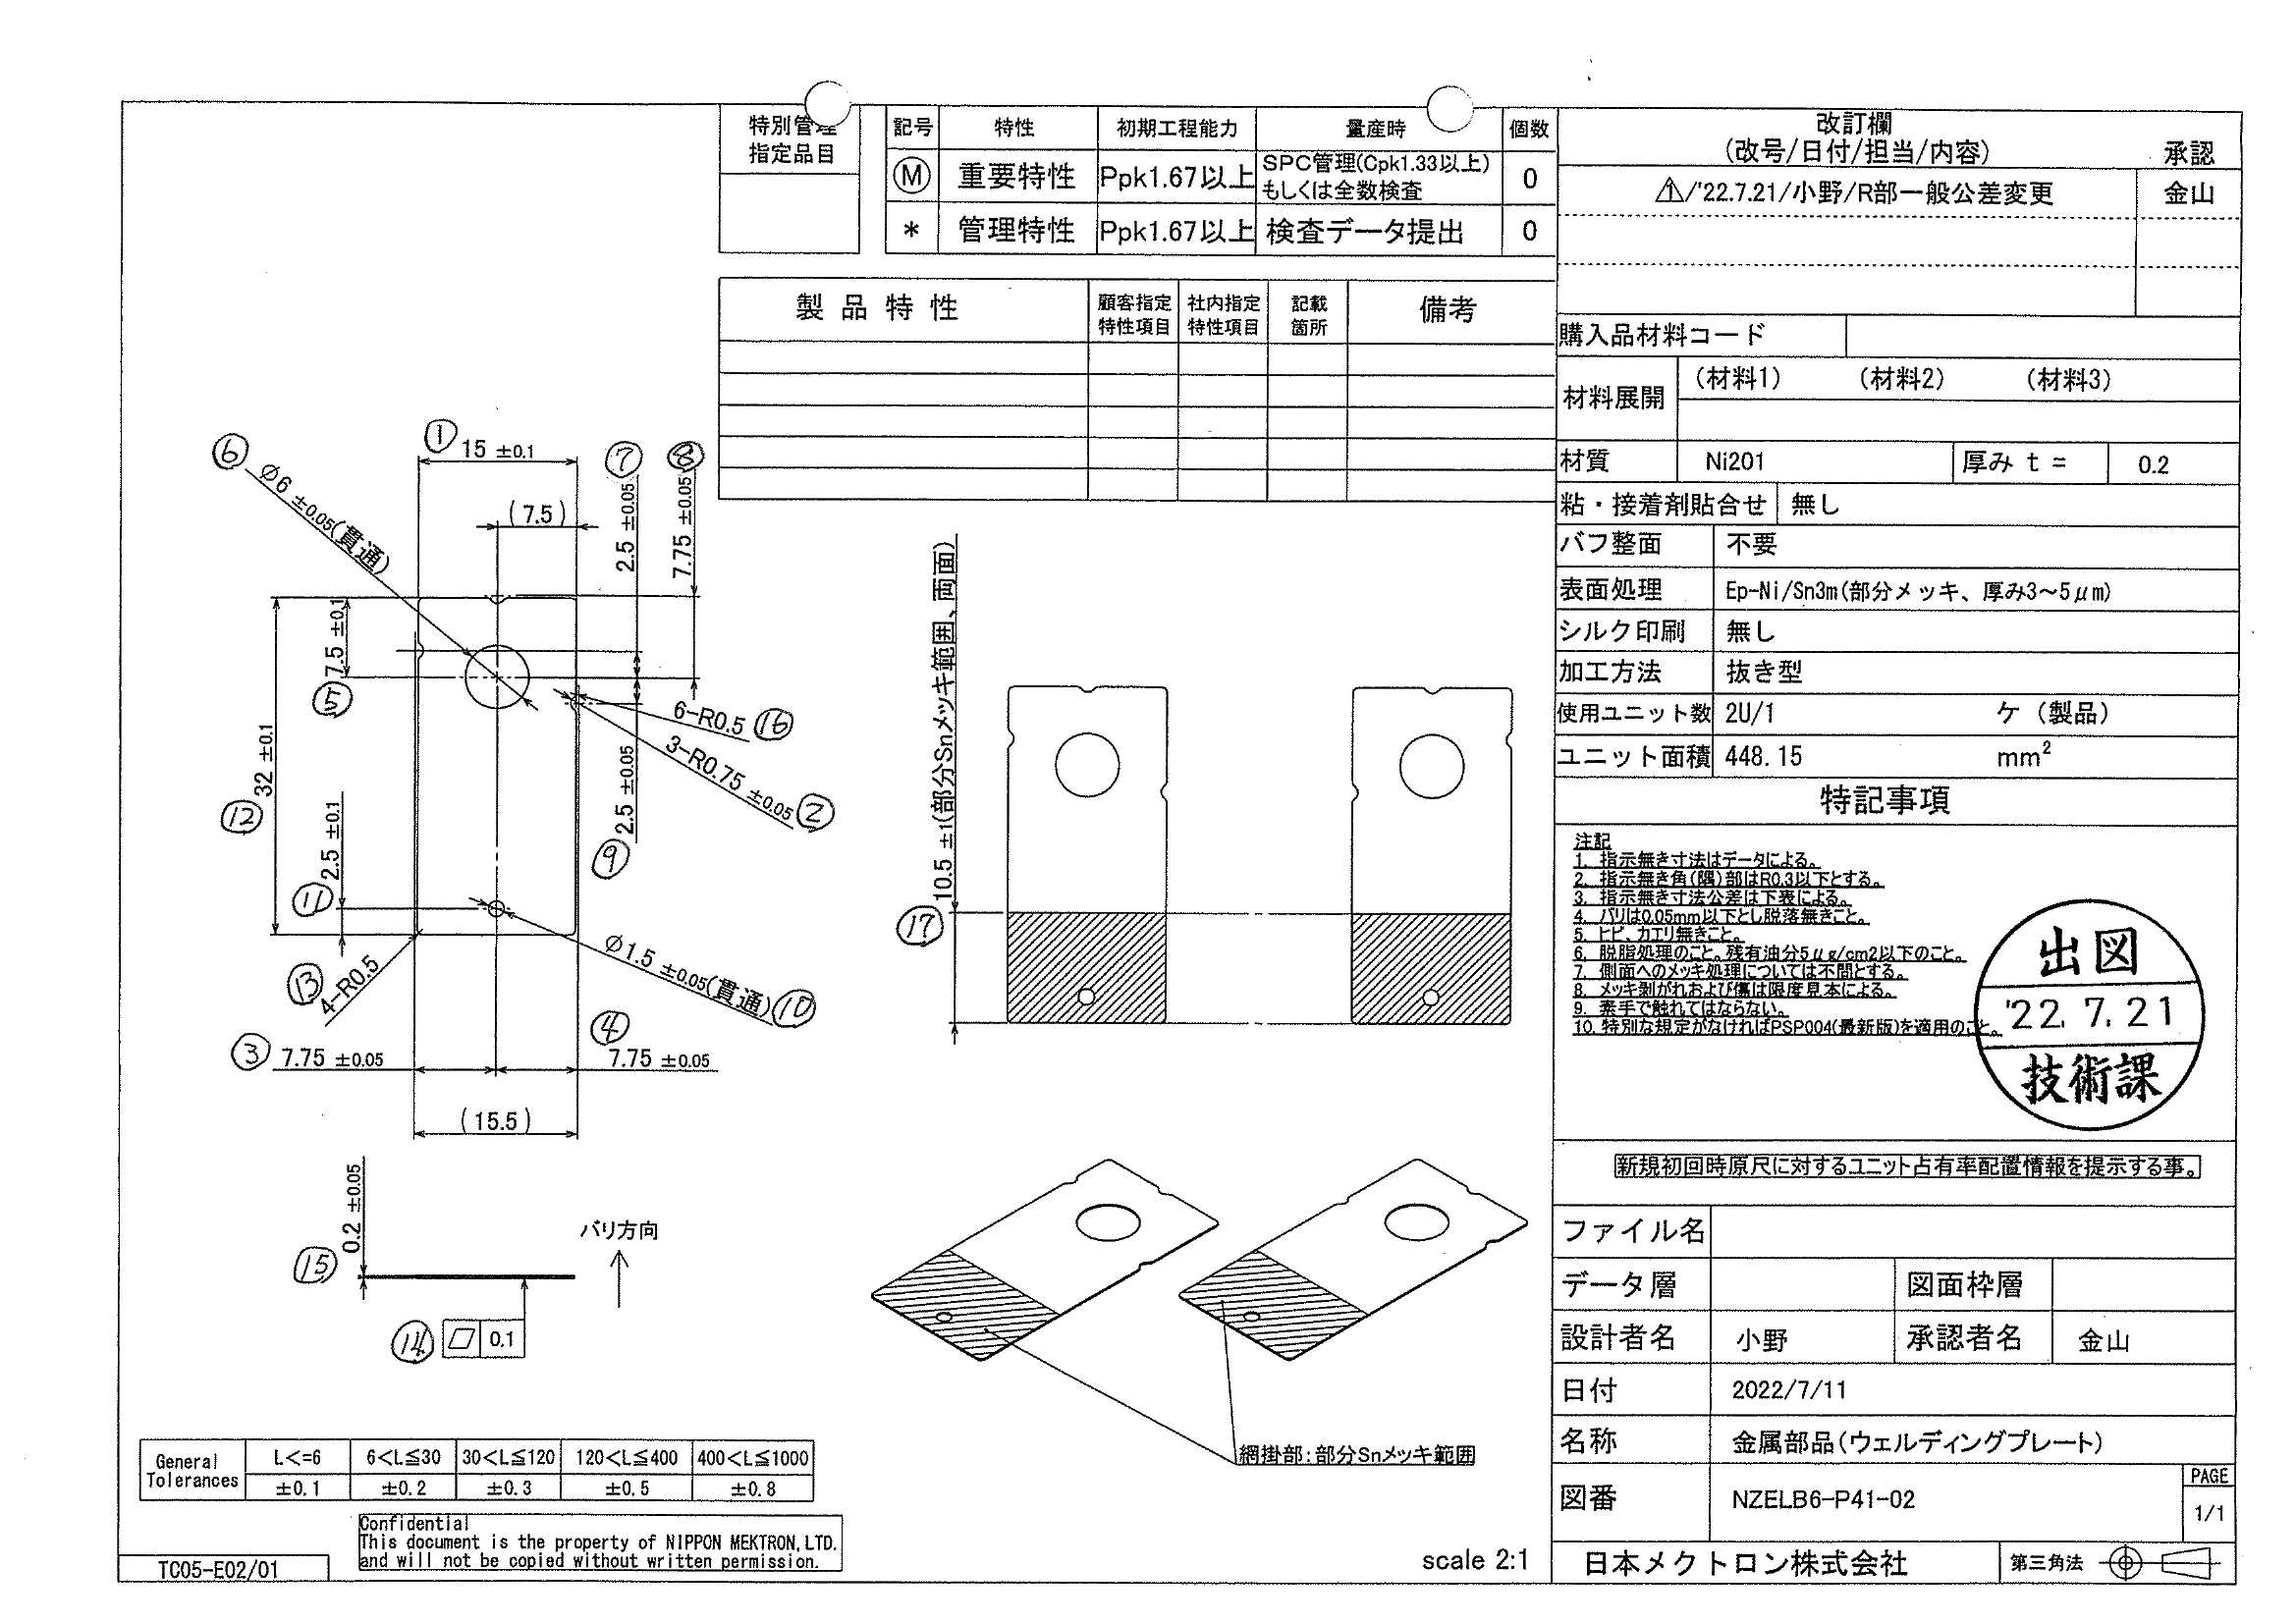 特別管理
指定品目
記号 特性 初期工程能力 量産時 個数
Ⓜ 重要特性 Ppk1.67以上 SPC管理(Cpk1.33以上)
もしくは全数検査 0
* 管理特性 Ppk1.67以上 検査データ提出 0
製品特性 顧客指定
特性項目 社内指定
特性項目 記載
箇所 備考
改訂欄
(改号/日付/担当/内容) 承認
⚠1/'22.7.21/小野/R部一般公差変更 金山
購入品材料コード
材料展開 (材料1) (材料2) (材料3)
材質 Ni201 厚み t = 0.2
粘・接着剤貼合せ 無し
バフ整面 不要
表面処理 Ep-Ni/Sn3m(部分メッキ、厚み3~5μm)
シルク印刷 無し
加工方法 抜き型
使用ユニット数 2U/1 ケ(製品)
ユニット面積 448.15 mm²
特記事項
注記
1. 指示無き寸法はデータによる。
2. 指示無き角(隅)部はR0.3以下とする。
3. 指示無き寸法公差は下表による。
4. バリは0.05mm以下とし脱落無きこと。
5. ヒビ、カエリ無きこと。
6. 脱脂処理のこと。残有油分5μg/cm2以下のこと。
7. 側面へのメッキ処理については不問とする。
8. メッキ剥がれおよび傷は限度見本による。
9. 素手で触れてはならない。
10. 特別な規定がなければPSP004(最新版)を適用のこと。
出図
'22.7.21
技術課
新規初回時原尺に対するユニット占有率配置情報を提示する事。
ファイル名
データ層 図面枠層
設計者名 小野 承認者名 金山
日付 2022/7/11
名称 金属部品(ウェルディングプレート)
図番 NZELB6-P41-02
PAGE
1/1
日本メクトロン株式会社 第三角法
① 15 ±0.1
(7.5)
⑥ ∅6 ±0.05(貫通)
⑦ 2.5 ±0.05
⑧ 7.75 ±0.05
⑤ 7.5 ±0.1
6-R0.5 ⑯
3-R0.75 ±0.05 ②
⑨ 2.5 ±0.05
⑫ 32 ±0.1
⑪ 2.5 ±0.1
⑬ 4-R0.5
∅1.5 ±0.05(貫通) ⑩
③ 7.75 ±0.05
④ 7.75 ±0.05
(15.5)
⑮ 0.2 ±0.05
バリ方向
⑭ ▱ 0.1
⑰ 10.5 ±1(部分Snメッキ範囲、両面)
網掛部:部分Snメッキ範囲
General
Tolerances
L<=6 6<L≦30 30<L≦120 120<L≦400 400<L≦1000
±0.1 ±0.2 ±0.3 ±0.5 ±0.8
Confidential
This document is the property of NIPPON MEKTRON,LTD.
and will not be copied without written permission.
TC05-E02/01
scale 2:1